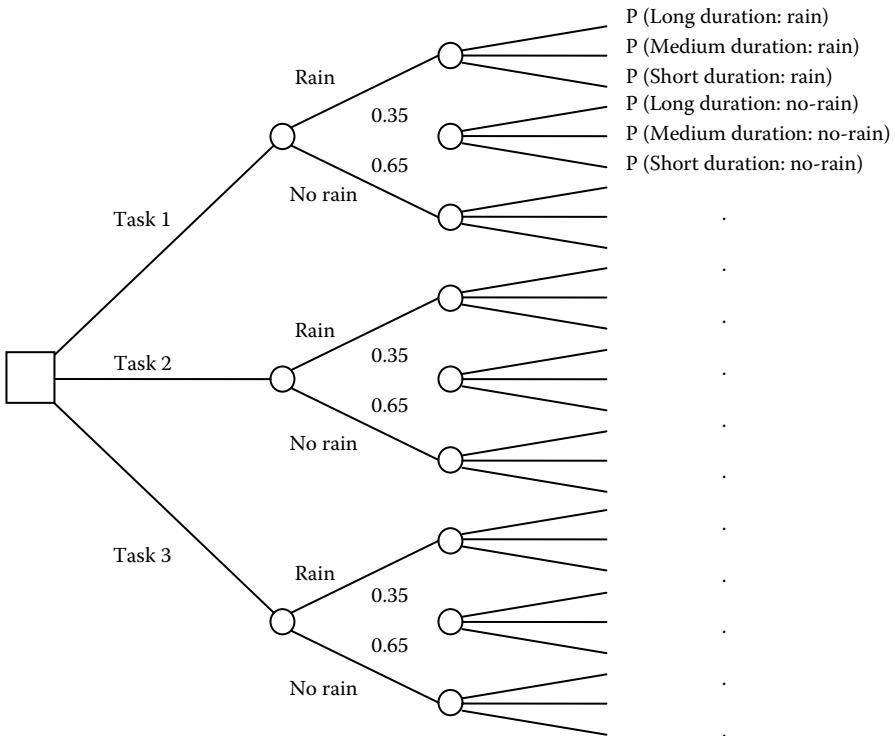 P (Long duration: rain)
P (Medium duration: rain)
P (Short duration: rain)
P (Long duration: no-rain)
P (Medium duration: no-rain)
P (Short duration: no-rain)
Rain
0.35
0.65
No rain
Task 1
Rain
0.35
0.65
No rain
Task 2
Rain
0.35
0.65
No rain
Task 3